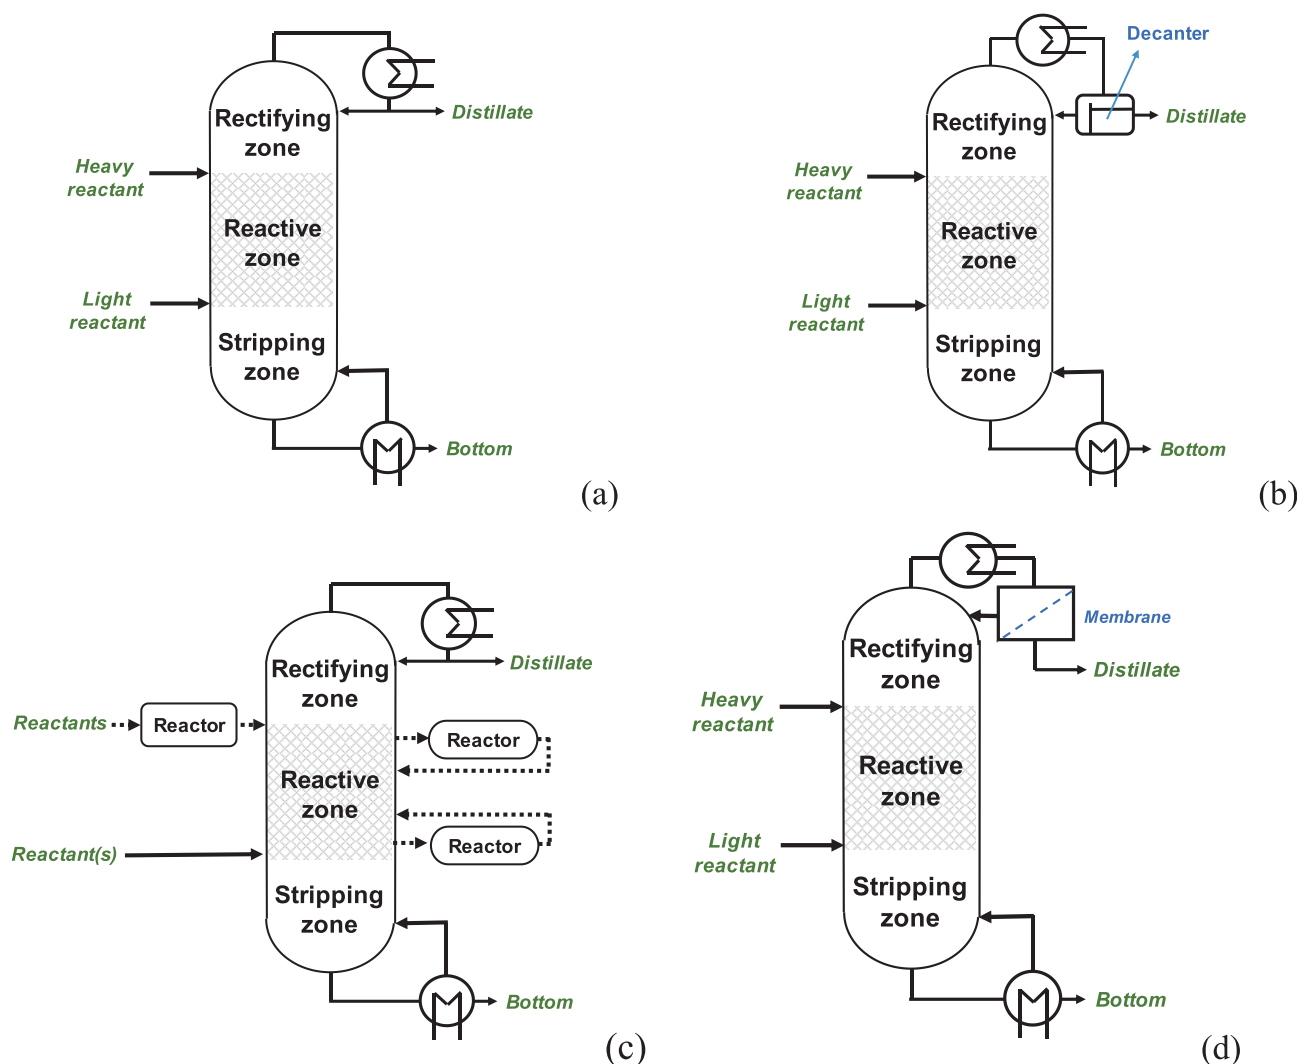 Rectifying
zone
Distillate
Heavy
reactant
Reactive
zone
Light
reactant
Stripping
zone
Bottom
(a)
Decanter
Rectifying
zone
Distillate
Heavy
reactant
Reactive
zone
Light
reactant
Stripping
zone
Bottom
(b)
Rectifying
zone
Distillate
Reactants
Reactor
Reactor
Reactive
zone
Reactor
Reactant(s)
Stripping
zone
Bottom
(c)
Membrane
Rectifying
zone
Distillate
Heavy
reactant
Reactive
zone
Light
reactant
Stripping
zone
Bottom
(d)